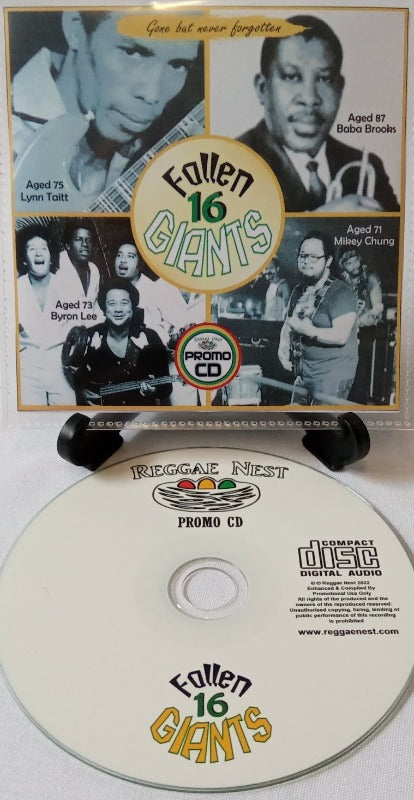 Gone but never forgotten
Aged 75
Lynn Taitt
Aged 87
Baba Brooks
Fallen
16
GIANTS
Aged 73
Byron Lee
Aged 71
Mikey Chung
PROMO
CD
REGGAE NEST
PROMO CD
COMPACT
disc
DIGITAL AUDIO
Reggae Nest 2022
Enhanced & Compiled By
Promotional Use Only
All rights of the produced and the
owners of the reproduced reserved.
Unauthorised copying, hiring, lending or
public performance of this recording
is prohibited
www.reggaenest.com
Fallen
16
GIANTS